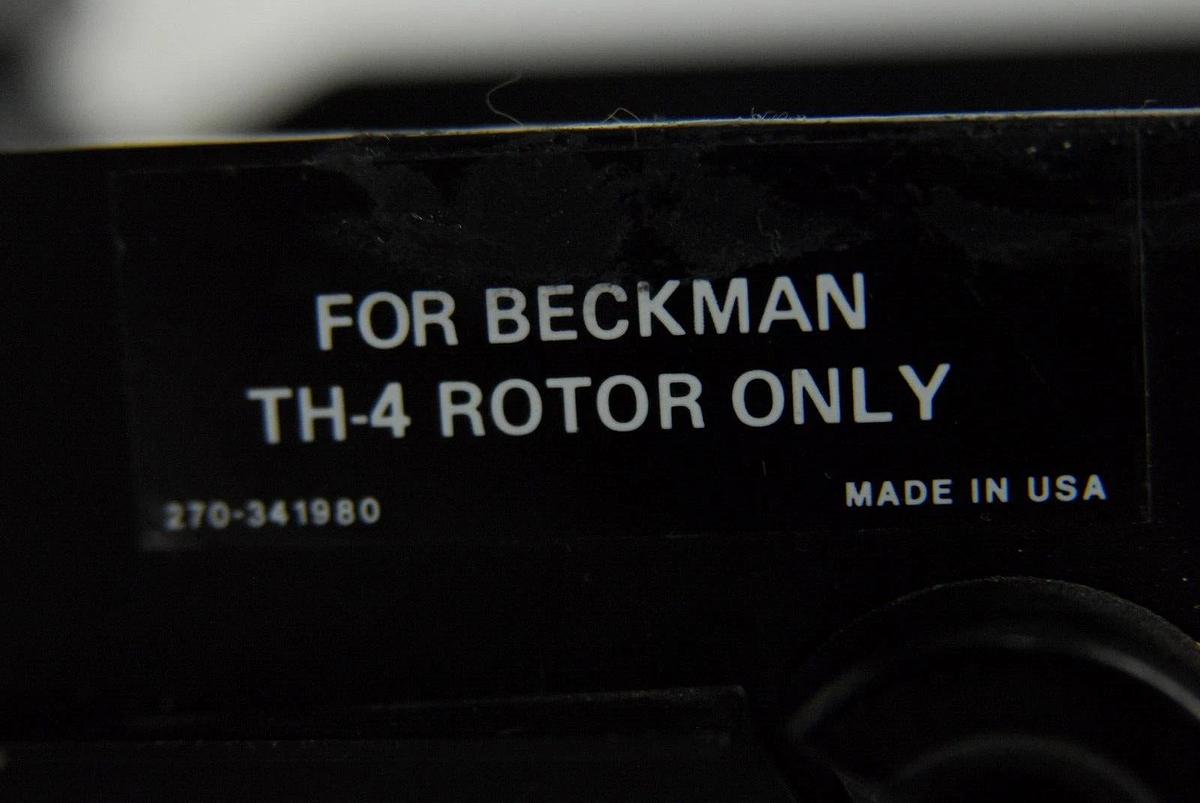 FOR BECKMAN
TH-4 ROTOR ONLY
270-341980
MADE IN USA